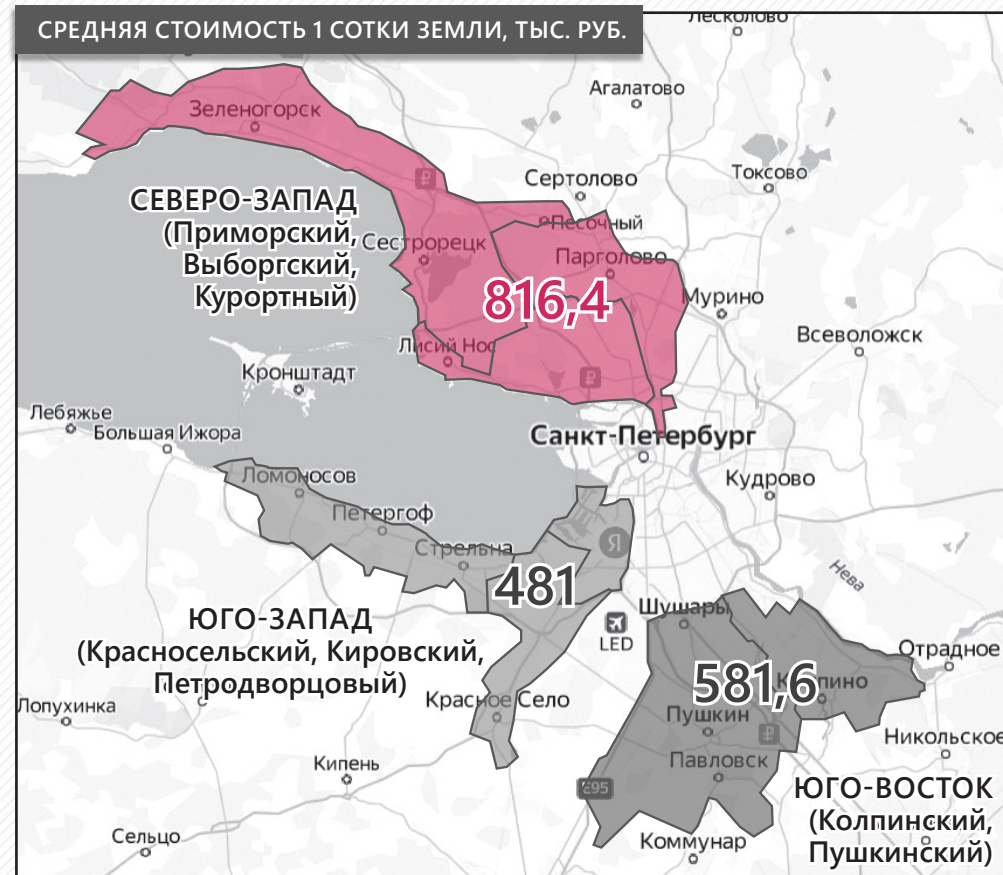 СРЕДНЯЯ СТОИМОСТЬ 1 СОТКИ ЗЕМЛИ, ТЫС. РУБ.
Лесколово
Агалатово
Зеленогорск
Токсово
Сертолово
СЕВЕРО-ЗАПАД
(Приморский,
Выборгский,
Курортный)
Песочный
Сестрорецк
Парголово
816,4
Мурино
Всеволожск
Лисий Нос
Кронштадт
Лебяжье
Большая Ижора
Санкт-Петербург
Кудрово
Ломоносов
Петергоф
Стрельна
Я
481
Нева
ЮГО-ЗАПАД
(Красносельский, Кировский,
Петродворцовый)
LED
Шушары
Отрадное
581,6
Колпино
Красное Село
Лопухинка
Пушкин
Никольское
Павловск
Кипень
E95
ЮГО-ВОСТОК
(Колпинский,
Пушкинский)
Сельцо
Коммунар